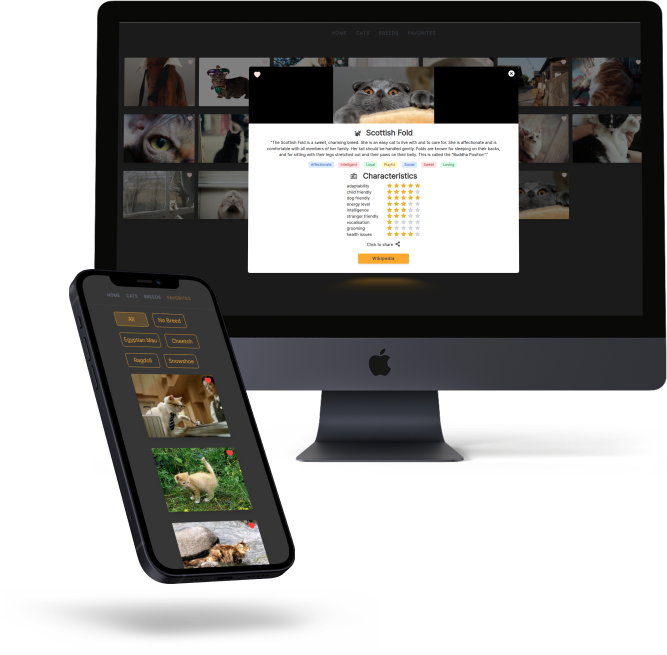 HOME CATS BREEDS FAVORITES
Scottish Fold
"The Scottish Fold is a sweet, charming breed. She is an easy cat to live with and to care for. She is affectionate and is
comfortable with all members of her family. Her tail should be handled gently. Folds are known for sleeping on their backs,
and for sitting with their legs stretched out and their paws on their belly. This is called the "Buddha Position"."
Affectionate Intelligent Loyal Playful Social Sweet Loving
Characteristics
adaptability
child friendly
dog friendly
energy level
intelligence
stranger friendly
vocalisation
grooming
health issues
Click to share
Wikipedia
HOME CATS BREEDS FAVORITES
All No Breed
Egyptian Mau Cheetoh
Ragdoll Snowshoe